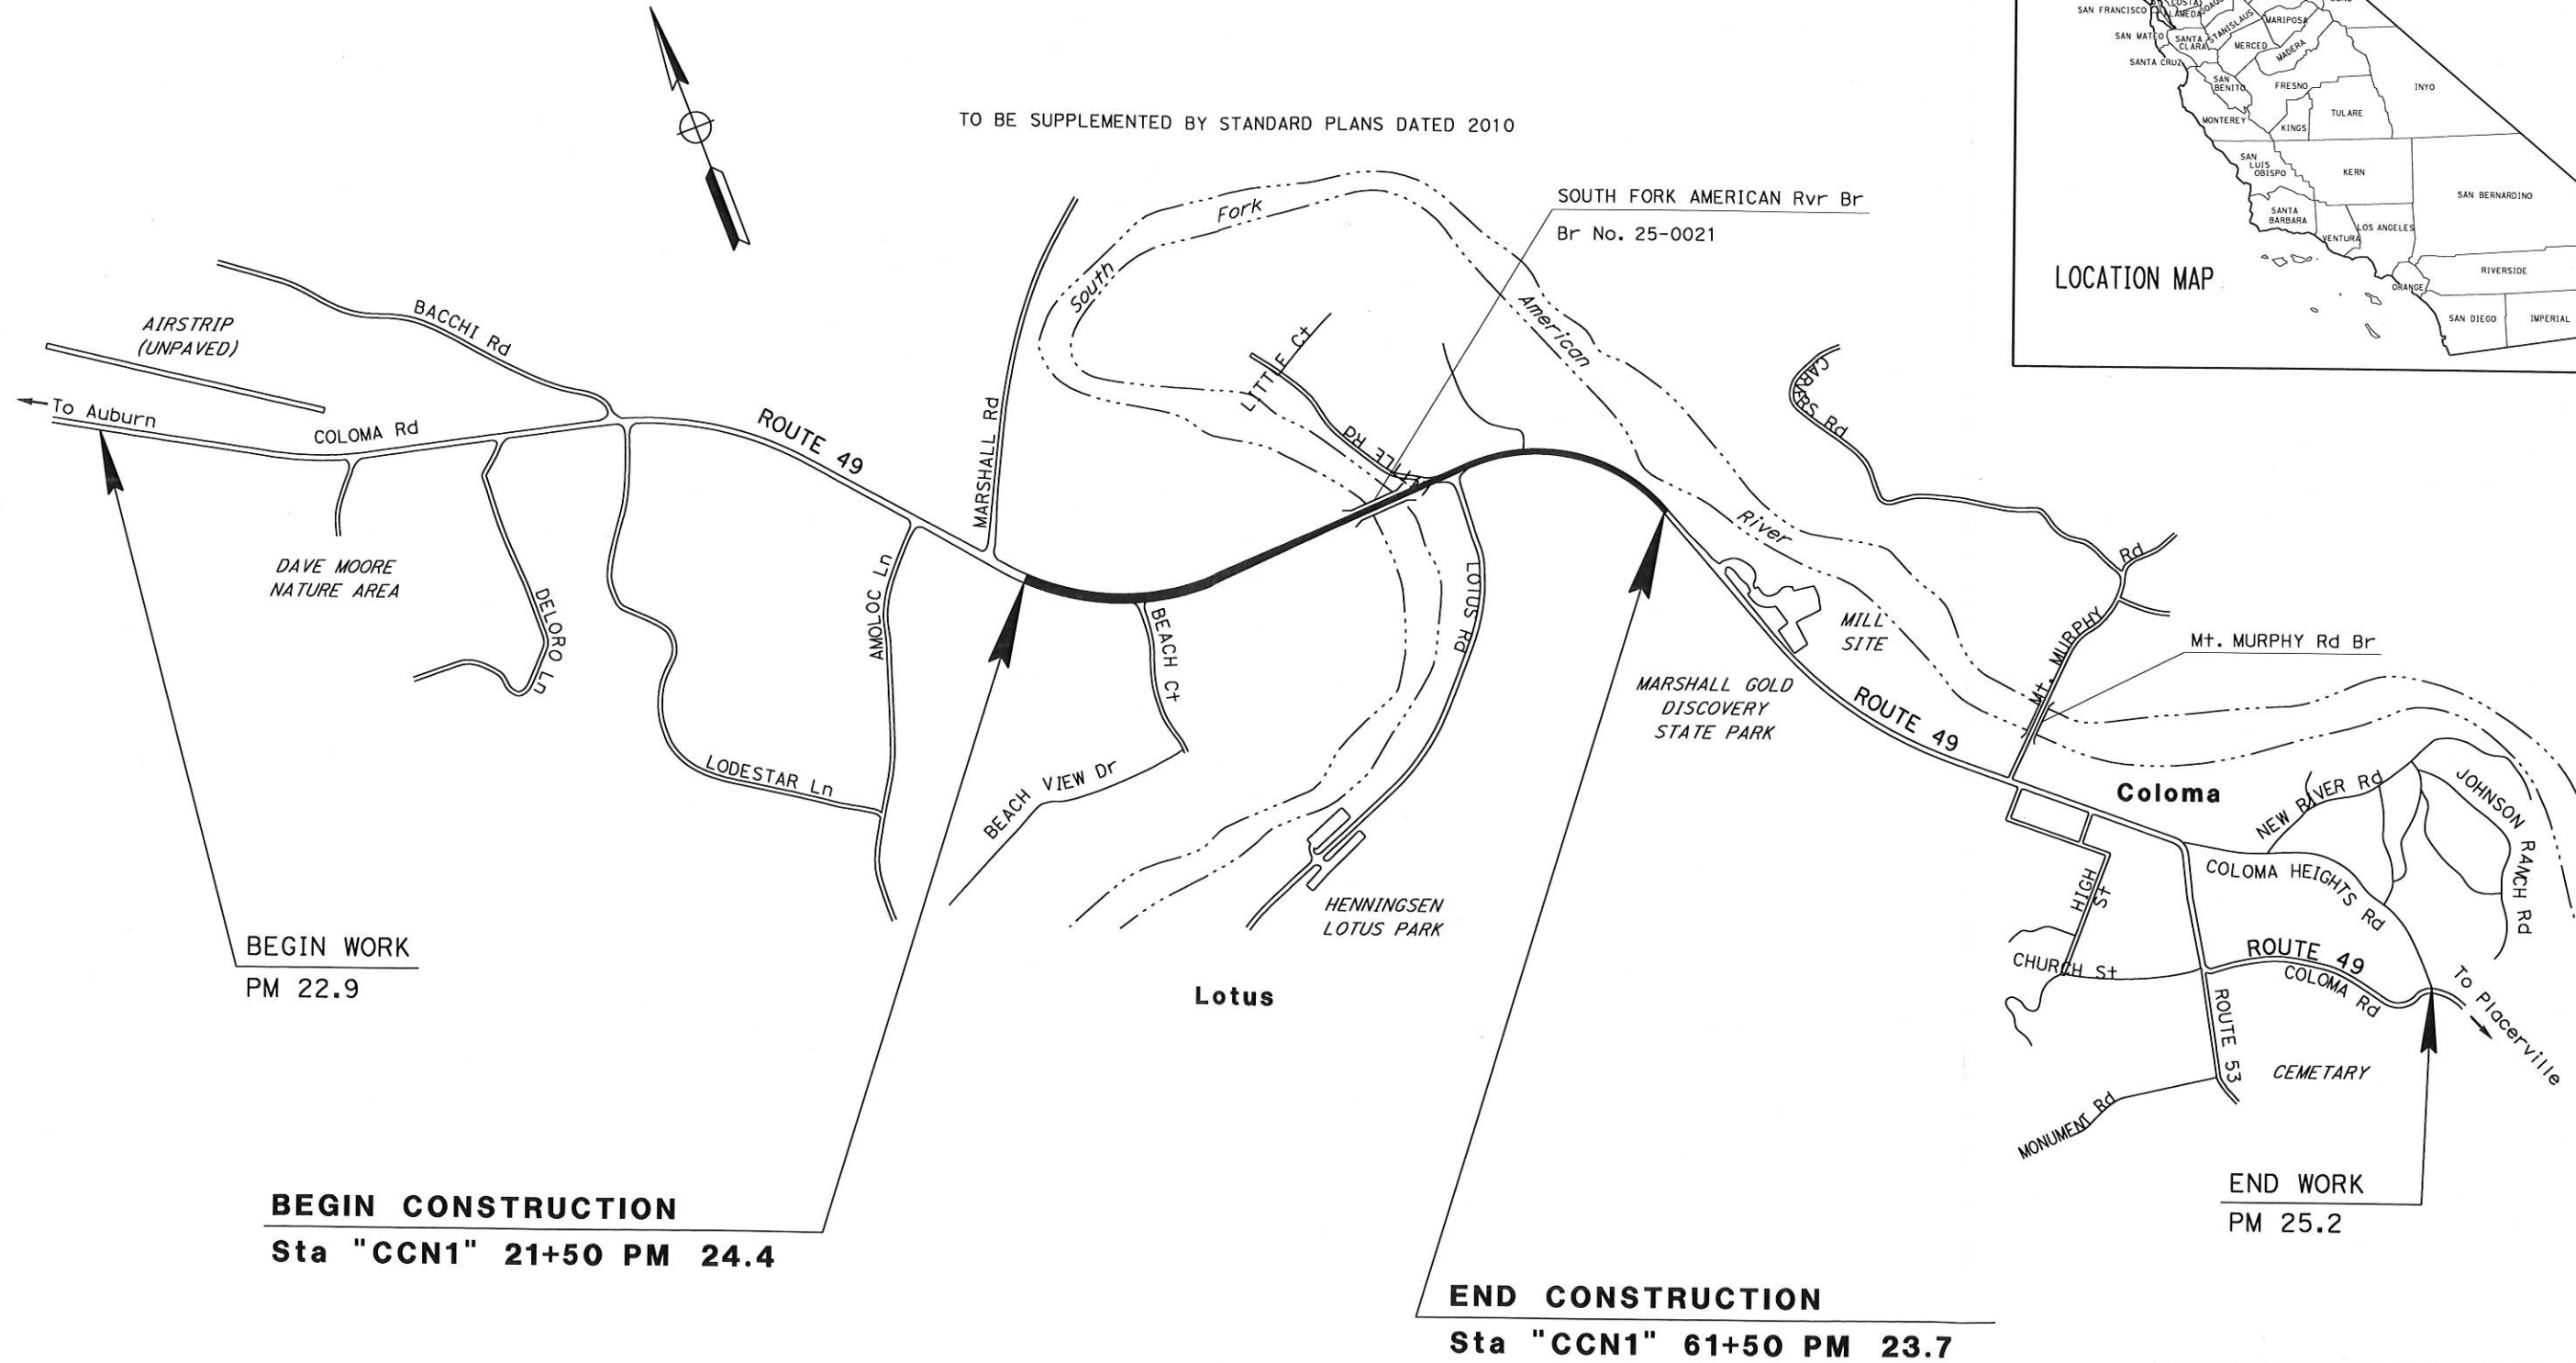 TO BE SUPPLEMENTED BY STANDARD PLANS DATED 2010
SAN FRANCISCO
COSTA
ALAMEDA
STANISLAUS
MARIPOSA
SAN MATEO
SANTA
CLARA
MERCED
MADERA
SANTA CRUZ
SAN
BENITO
FRESNO
INYO
MONTEREY
KINGS
TULARE
SAN
LUIS
OBISPO
KERN
SAN BERNARDINO
SANTA
BARBARA
VENTURA
LOS ANGELES
ORANGE
RIVERSIDE
SAN DIEGO
IMPERIAL
LOCATION MAP
SOUTH FORK AMERICAN Rvr Br
Br No. 25-0021
South
Fork
American
River
AIRSTRIP
(UNPAVED)
BACCHI Rd
To Auburn
COLOMA Rd
ROUTE 49
MARSHALL Rd
LITTLE Ct
LITTLE Rd
CARVERS Rd
DAVE MOORE
NATURE AREA
DELORO Ln
AMOLOC Ln
LODESTAR Ln
BEACH Ct
BEACH VIEW Dr
LOTUS Rd
HENNINGSEN
LOTUS PARK
Lotus
MILL
SITE
MARSHALL GOLD
DISCOVERY
STATE PARK
ROUTE 49
Mt. MURPHY Rd
Mt. MURPHY Rd Br
Coloma
NEW RIVER Rd
JOHNSON RANCH Rd
COLOMA HEIGHTS Rd
HIGH St
CHURCH St
ROUTE 49
COLOMA Rd
To Placerville
ROUTE 53
CEMETARY
MONUMENT Rd
BEGIN WORK
PM 22.9
END WORK
PM 25.2
BEGIN CONSTRUCTION
Sta "CCN1" 21+50 PM 24.4
END CONSTRUCTION
Sta "CCN1" 61+50 PM 23.7